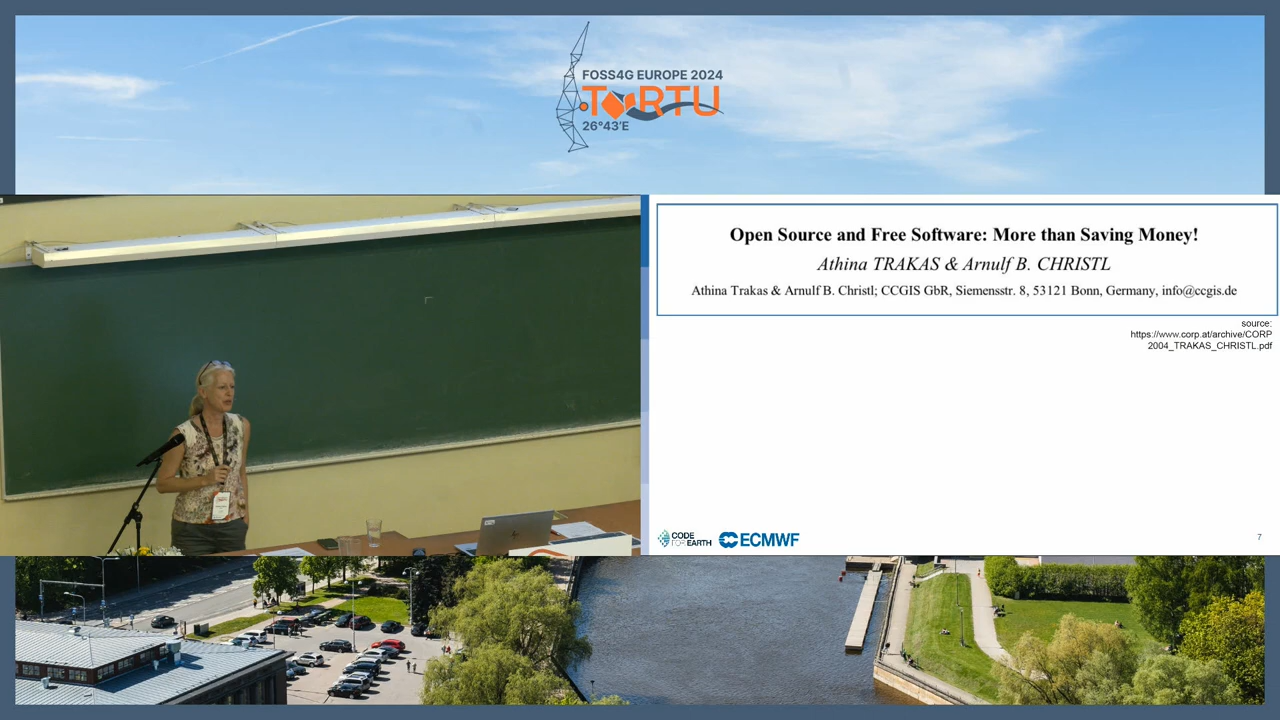 FOSS4G EUROPE 2024
TARTU
26°43'E
Open Source and Free Software: More than Saving Money!
Athina TRAKAS & Arnulf B. CHRISTL
Athina Trakas & Arnulf B. Christl; CCGIS GbR, Siemensstr. 8, 53121 Bonn, Germany, info@ccgis.de
source:
https://www.corp.at/archive/CORP
2004_TRAKAS_CHRISTL.pdf
CODE
FOR EARTH
ECMWF
7